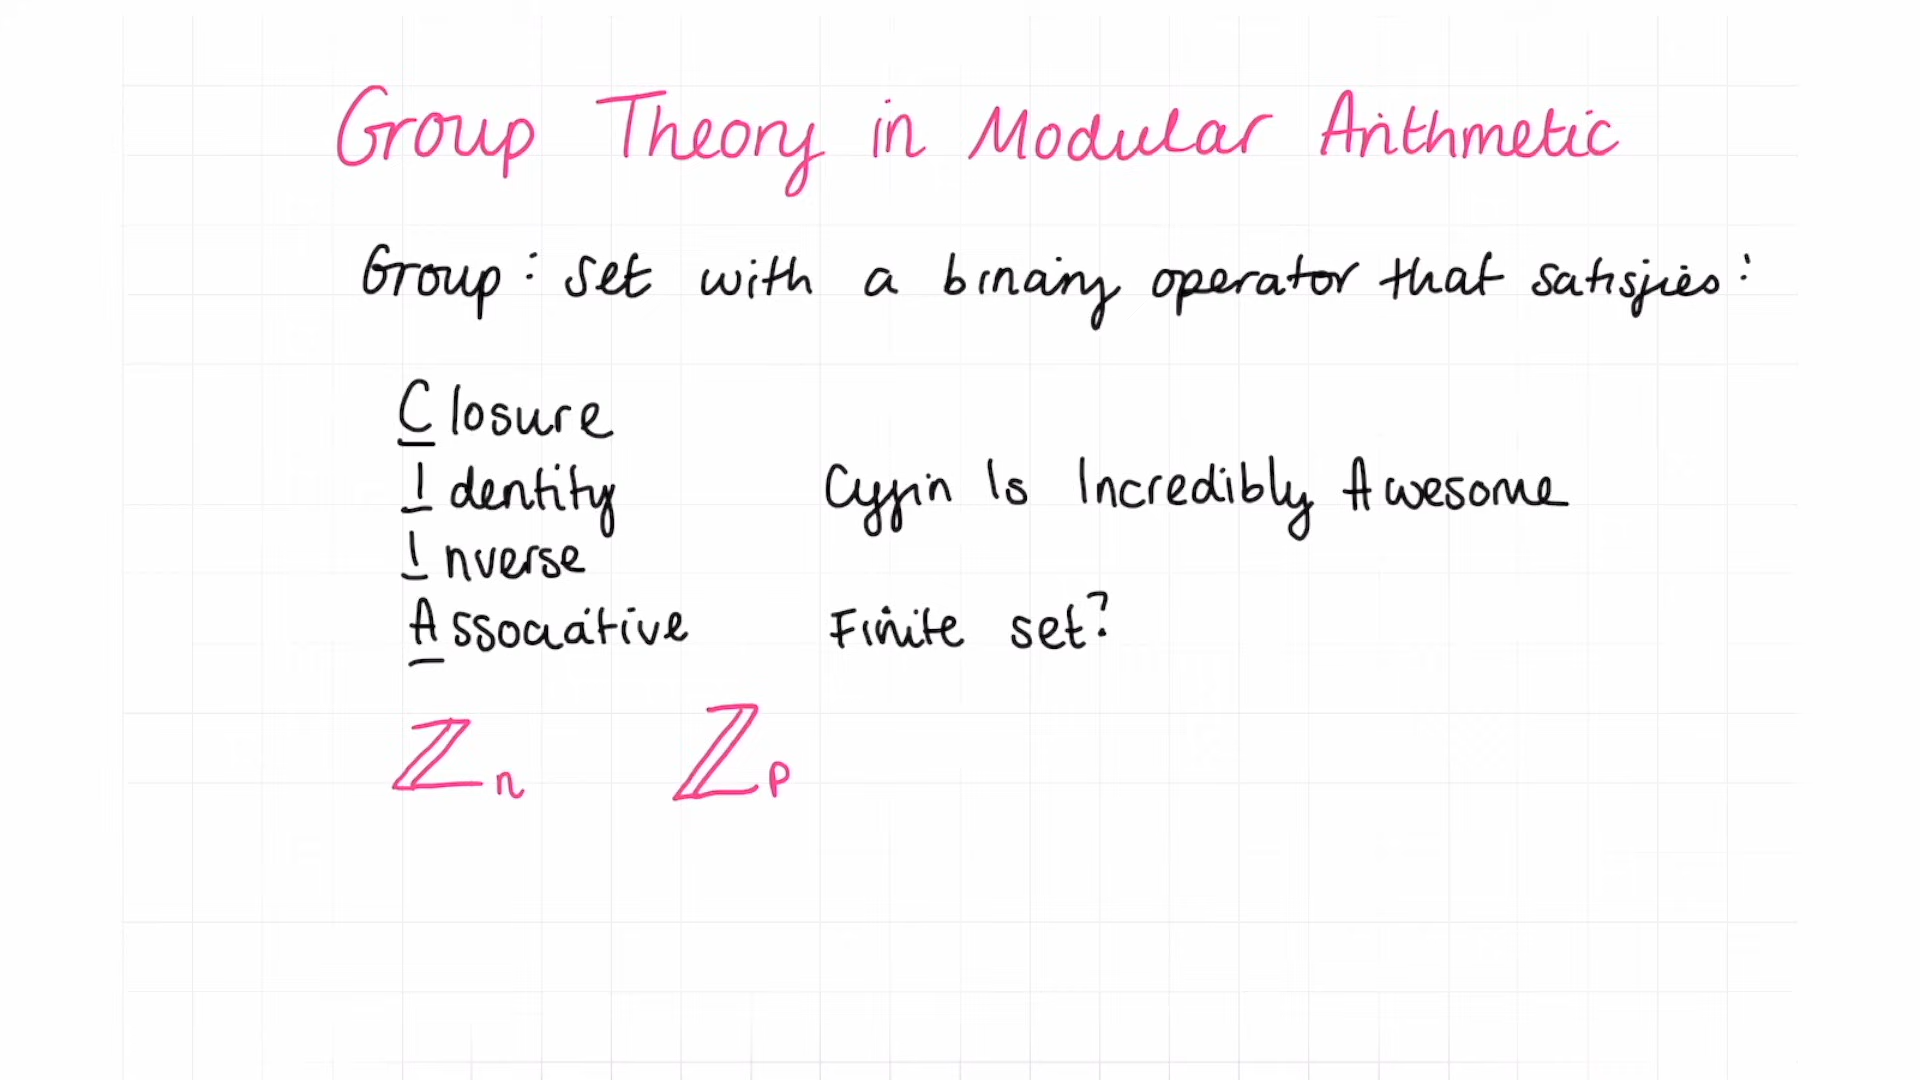 Group Theory in Modular Arithmetic
Group: set with a binary operator that satisfies:
Closure
Identity
Cyfrin Is Incredibly Awesome
Inverse
Associative
Finite set?
ℤn ℤp